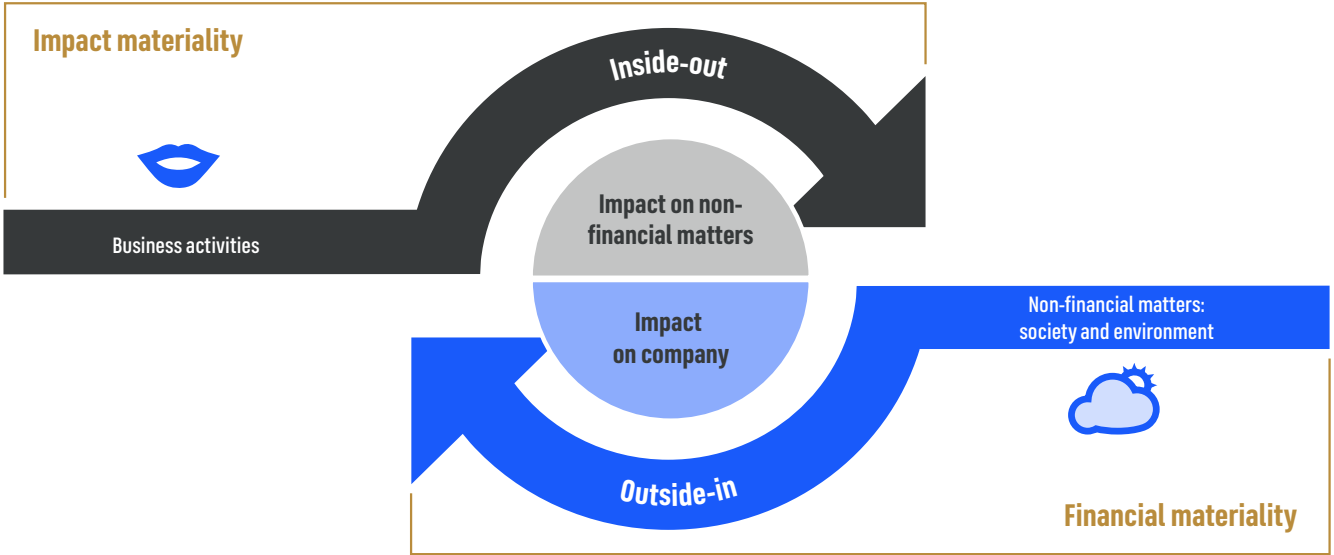 Impact materiality
Inside-out
Business activities
Impact on non-
financial matters
Impact
on company
Non-financial matters:
society and environment
Outside-in
Financial materiality